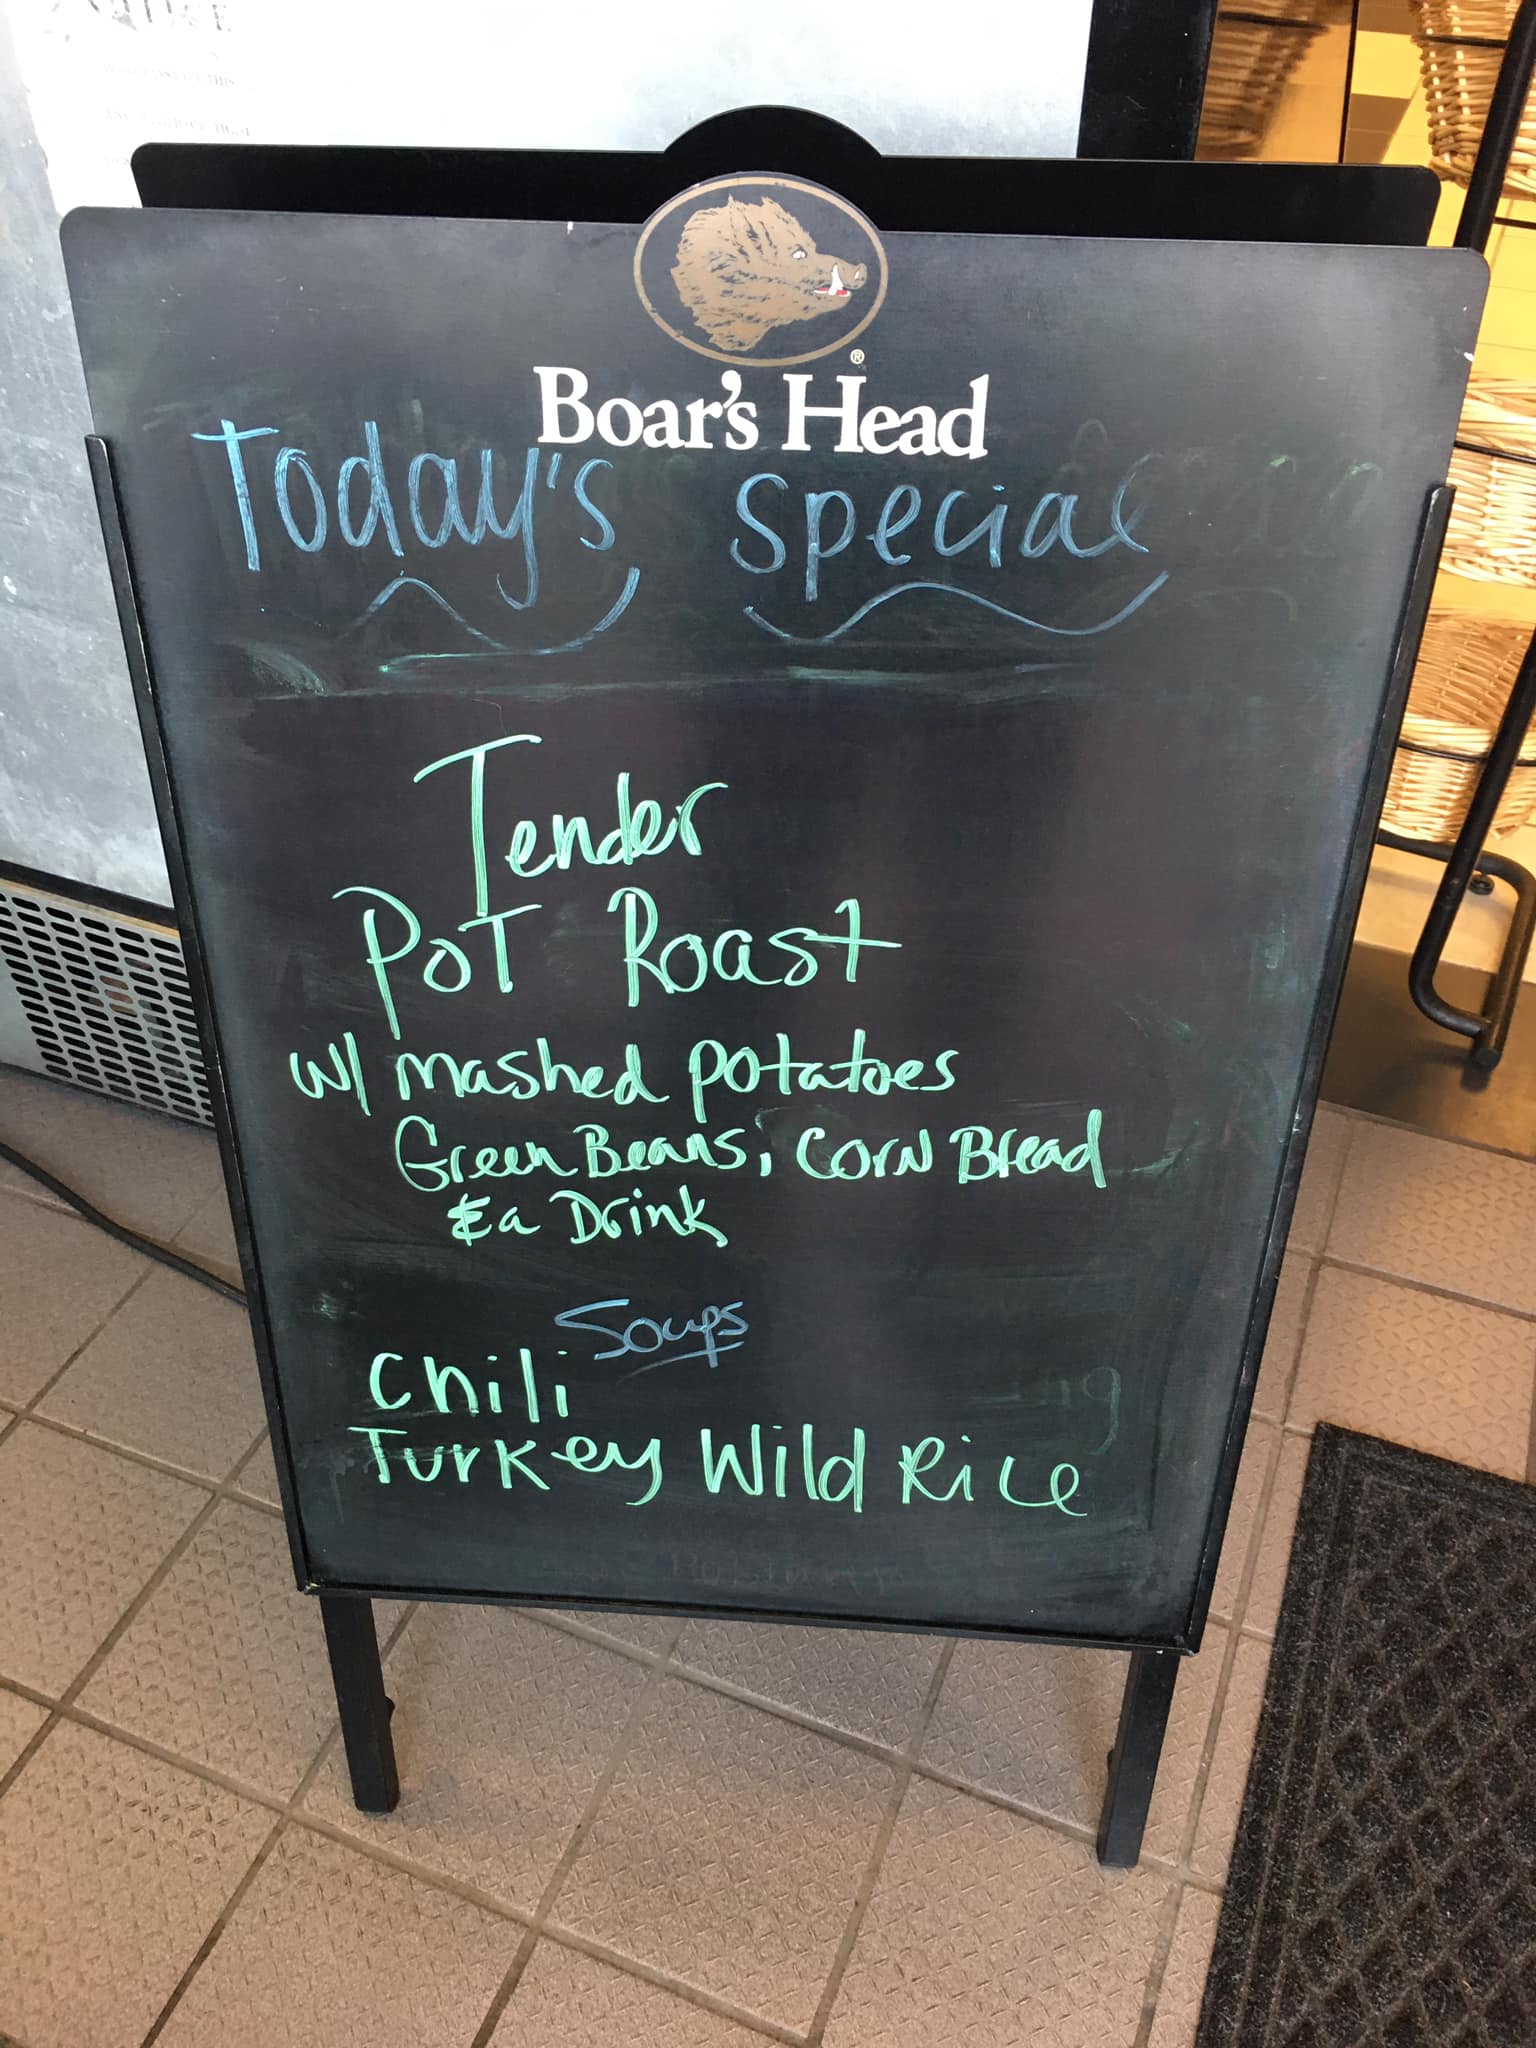 Boar's Head
®
Today's special
Tender
PoT Roast
w/ mashed potatoes
Green Beans, Corn Bread
& a Drink
Soups
Chili
Turkey Wild Rice